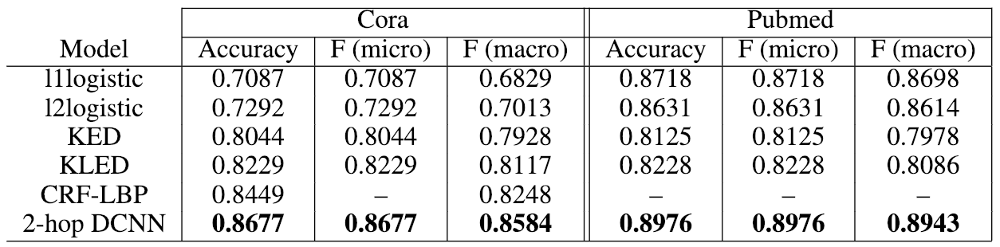 Cora Pubmed
Model Accuracy F (micro) F (macro) Accuracy F (micro) F (macro)
l1logistic 0.7087 0.7087 0.6829 0.8718 0.8718 0.8698
l2logistic 0.7292 0.7292 0.7013 0.8631 0.8631 0.8614
KED 0.8044 0.8044 0.7928 0.8125 0.8125 0.7978
KLED 0.8229 0.8229 0.8117 0.8228 0.8228 0.8086
CRF-LBP 0.8449 – 0.8248 – – –
2-hop DCNN 0.8677 0.8677 0.8584 0.8976 0.8976 0.8943